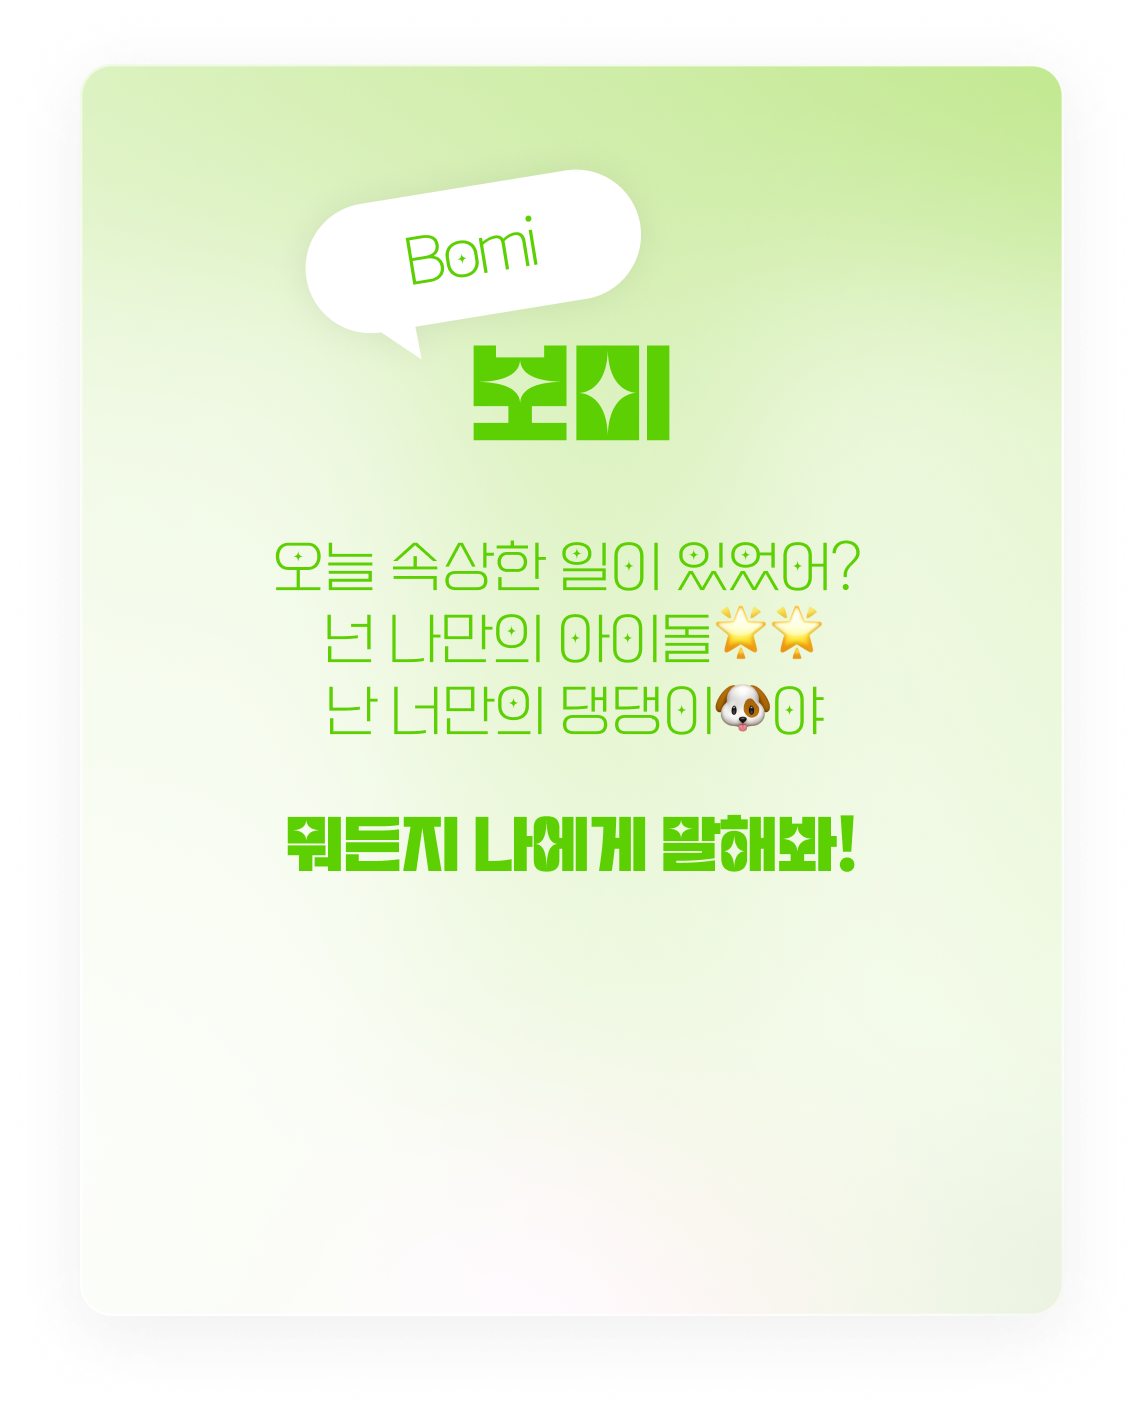 Bomi
보미
오늘 속상한 일이 있었어?
넌 나만의 아이돌🌟🌟
난 너만의 댕댕이🐶야
뭐든지 나에게 말해봐!